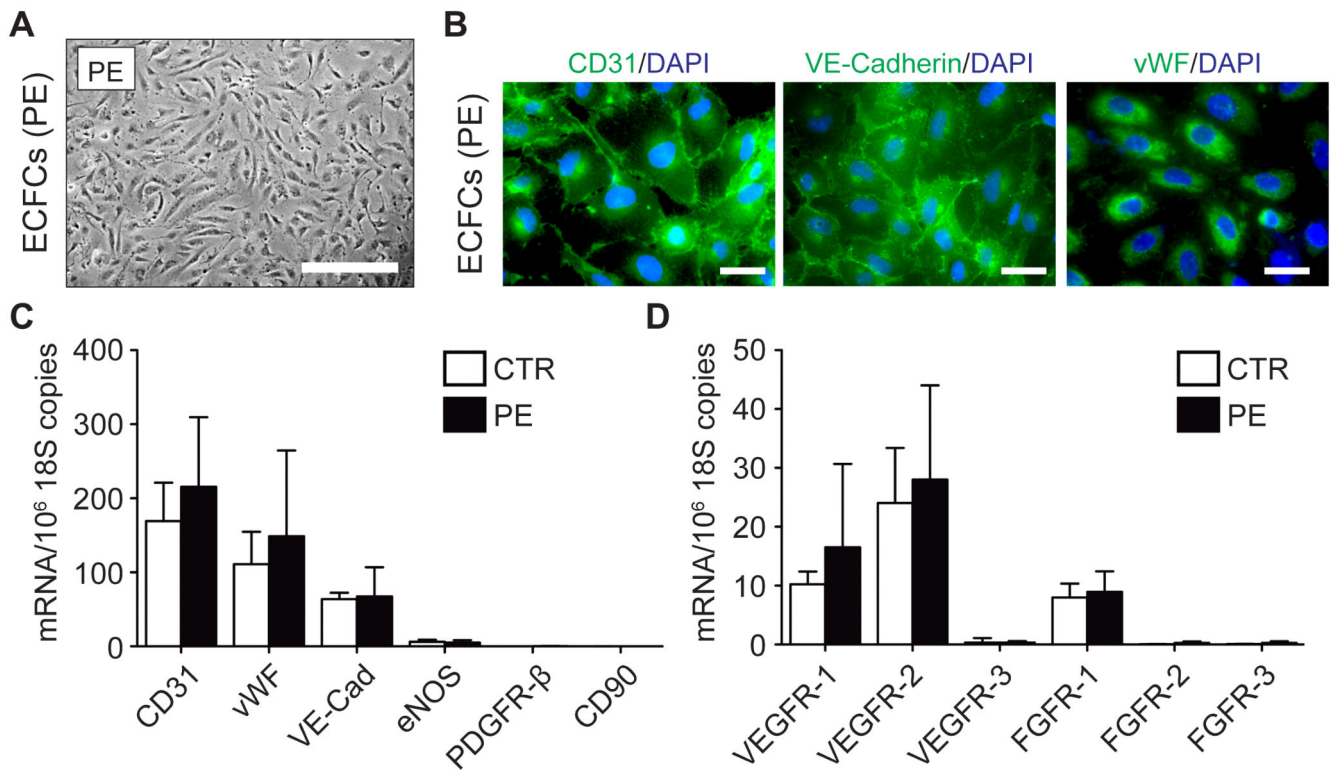 A
ECFCs (PE)
PE
B
ECFCs (PE)
CD31/DAPI
VE-Cadherin/DAPI
vWF/DAPI
C
mRNA/10⁶ 18S copies
400
300
200
100
0
CTR
PE
CD31
vWF
VE-Cad
eNOS
PDGFR-β
CD90
D
mRNA/10⁶ 18S copies
50
40
30
20
10
0
CTR
PE
VEGFR-1
VEGFR-2
VEGFR-3
FGFR-1
FGFR-2
FGFR-3